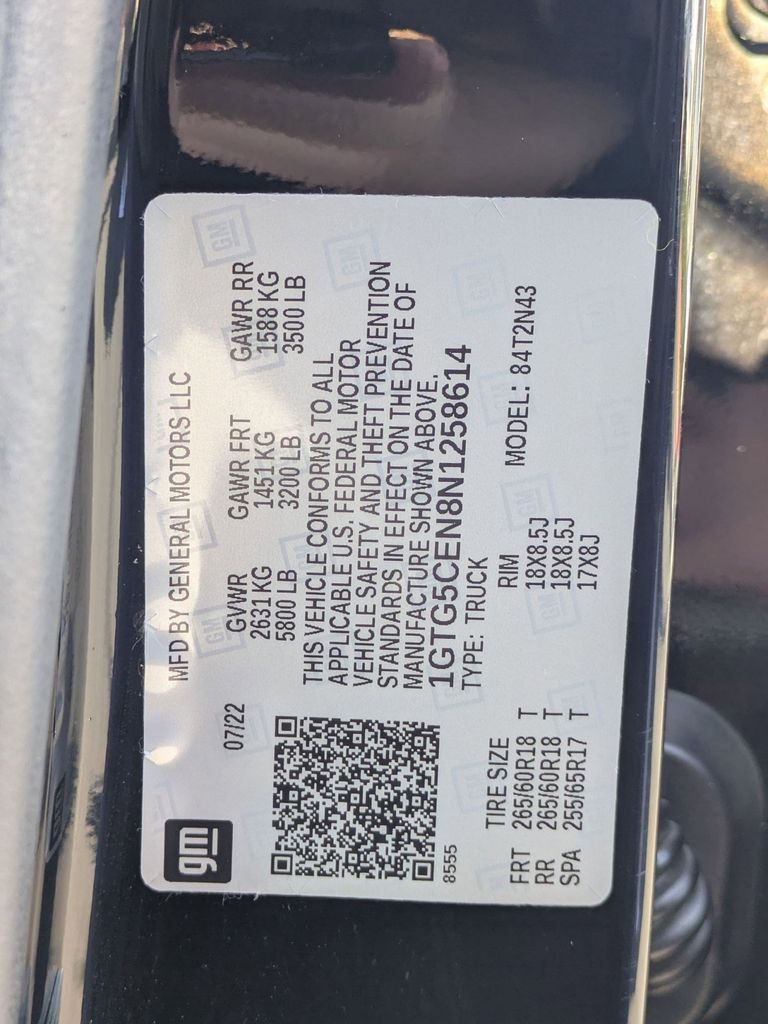 gm
MFD BY GENERAL MOTORS LLC
07/22
GVWR GAWR FRT GAWR RR
2631 KG 1451 KG 1588 KG
5800 LB 3200 LB 3500 LB
THIS VEHICLE CONFORMS TO ALL
APPLICABLE U.S. FEDERAL MOTOR
VEHICLE SAFETY AND THEFT PREVENTION
STANDARDS IN EFFECT ON THE DATE OF
MANUFACTURE SHOWN ABOVE.
1GTG5CEN8N1258614
8555
TYPE: TRUCK MODEL: 84T2N43
TIRE SIZE RIM
FRT 265/60R18 T 18X8.5J
RR 265/60R18 T 18X8.5J
SPA 255/65R17 T 17X8J